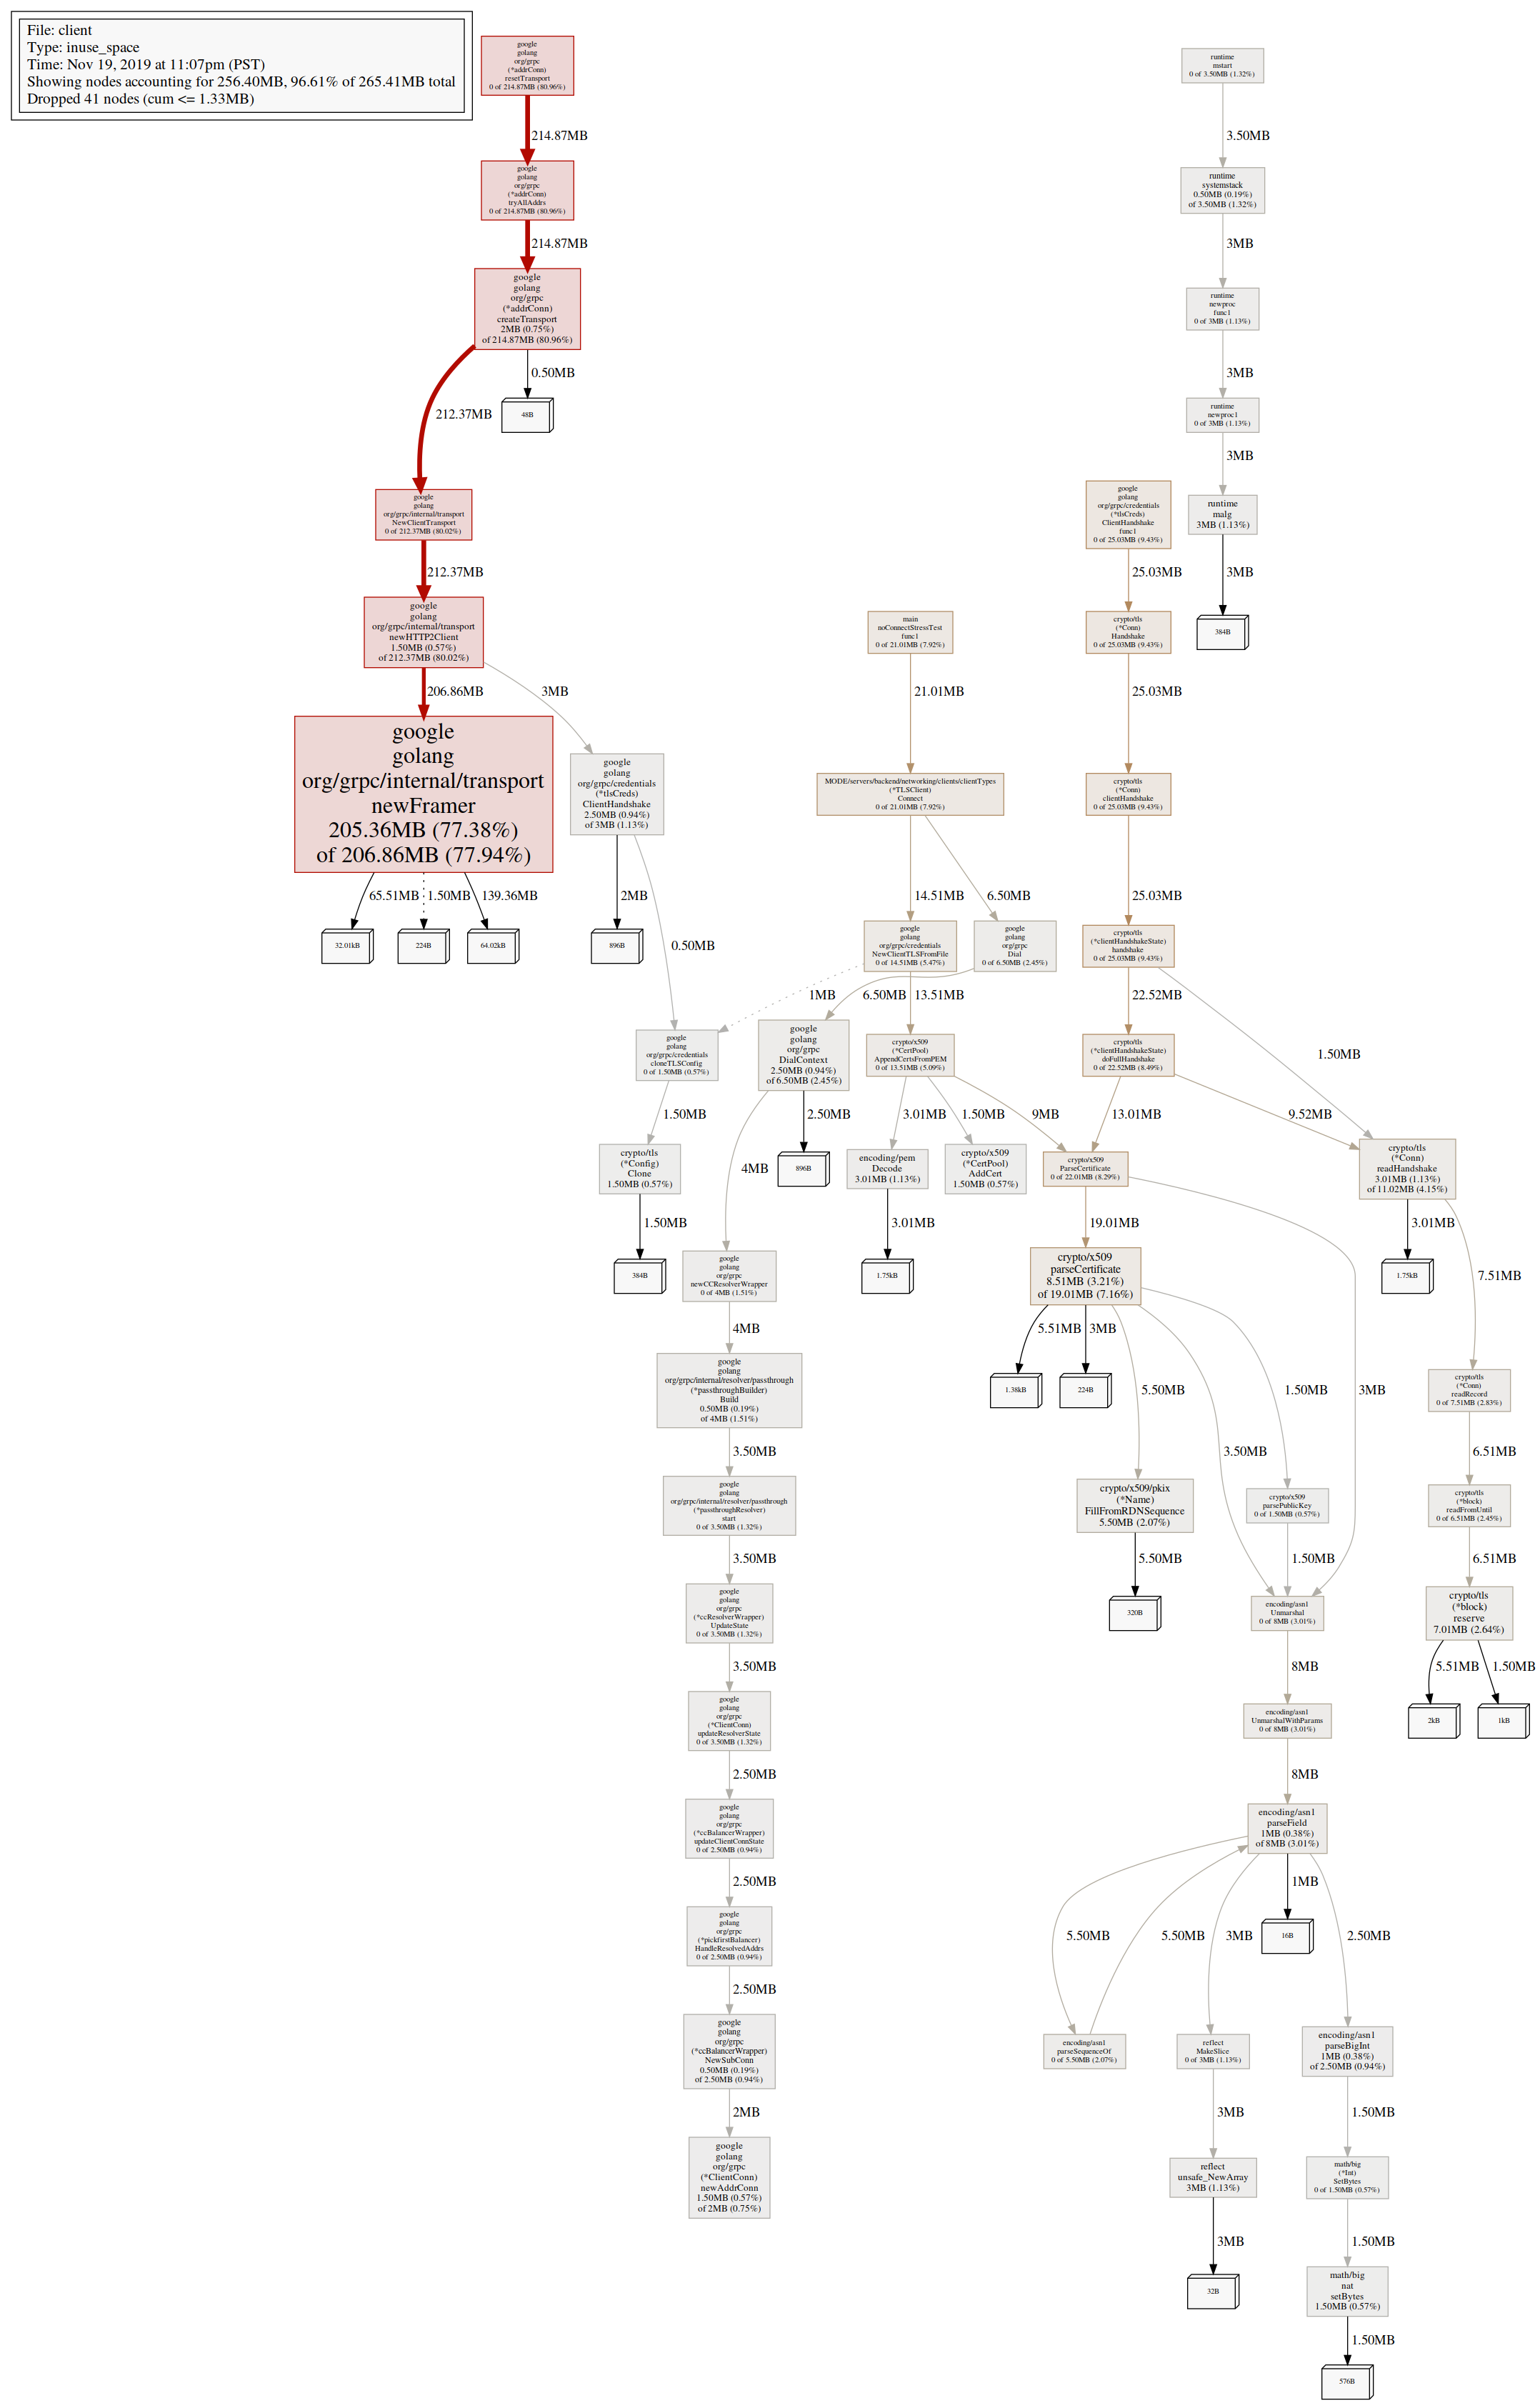 File: client
Type: inuse_space
Time: Nov 19, 2019 at 11:07pm (PST)
Showing nodes accounting for 256.40MB, 96.61% of 265.41MB total
Dropped 41 nodes (cum <= 1.33MB)
google
golang
org/grpc
(*addrConn)
resetTransport
0 of 214.87MB (80.96%)
214.87MB
google
golang
org/grpc
(*addrConn)
tryAllAddrs
0 of 214.87MB (80.96%)
214.87MB
google
golang
org/grpc
(*addrConn)
createTransport
2MB (0.75%)
of 214.87MB (80.96%)
0.50MB
48B
212.37MB
google
golang
org/grpc/internal/transport
NewClientTransport
0 of 212.37MB (80.02%)
212.37MB
google
golang
org/grpc/internal/transport
newHTTP2Client
1.50MB (0.57%)
of 212.37MB (80.02%)
206.86MB
3MB
google
golang
org/grpc/internal/transport
newFramer
205.36MB (77.38%)
of 206.86MB (77.94%)
65.51MB
1.50MB
139.36MB
32.01kB
224B
64.02kB
google
golang
org/grpc/credentials
(*tlsCreds)
ClientHandshake
2.50MB (0.94%)
of 3MB (1.13%)
2MB
896B
0.50MB
runtime
mstart
0 of 3.50MB (1.32%)
3.50MB
runtime
systemstack
0.50MB (0.19%)
of 3.50MB (1.32%)
3MB
runtime
newproc
func1
0 of 3MB (1.13%)
3MB
runtime
newproc1
0 of 3MB (1.13%)
3MB
runtime
malg
3MB (1.13%)
3MB
384B
google
golang
org/grpc/credentials
(*tlsCreds)
ClientHandshake
func1
0 of 25.03MB (9.43%)
25.03MB
crypto/tls
(*Conn)
Handshake
0 of 25.03MB (9.43%)
25.03MB
crypto/tls
(*Conn)
clientHandshake
0 of 25.03MB (9.43%)
25.03MB
crypto/tls
(*clientHandshakeState)
handshake
0 of 25.03MB (9.43%)
22.52MB
1.50MB
crypto/tls
(*clientHandshakeState)
doFullHandshake
0 of 22.52MB (8.49%)
13.01MB
9.52MB
main
noConnectStressTest
func1
0 of 21.01MB (7.92%)
21.01MB
MODE/servers/backend/networking/clients/clientTypes
(*TLSClient)
Connect
0 of 21.01MB (7.92%)
14.51MB
6.50MB
google
golang
org/grpc/credentials
NewClientTLSFromFile
0 of 14.51MB (5.47%)
google
golang
org/grpc
Dial
0 of 6.50MB (2.45%)
1MB
6.50MB
13.51MB
google
golang
org/grpc/credentials
cloneTLSConfig
0 of 1.50MB (0.57%)
1.50MB
crypto/tls
(*Config)
Clone
1.50MB (0.57%)
1.50MB
384B
google
golang
org/grpc
DialContext
2.50MB (0.94%)
of 6.50MB (2.45%)
2.50MB
896B
4MB
crypto/x509
(*CertPool)
AppendCertsFromPEM
0 of 13.51MB (5.09%)
3.01MB
1.50MB
9MB
encoding/pem
Decode
3.01MB (1.13%)
3.01MB
1.75kB
crypto/x509
(*CertPool)
AddCert
1.50MB (0.57%)
crypto/x509
ParseCertificate
0 of 22.01MB (8.29%)
19.01MB
3MB
crypto/tls
(*Conn)
readHandshake
3.01MB (1.13%)
of 11.02MB (4.15%)
3.01MB
1.75kB
7.51MB
google
golang
org/grpc
newCCResolverWrapper
0 of 4MB (1.51%)
4MB
google
golang
org/grpc/internal/resolver/passthrough
(*passthroughBuilder)
Build
0.50MB (0.19%)
of 4MB (1.51%)
3.50MB
google
golang
org/grpc/internal/resolver/passthrough
(*passthroughResolver)
start
0 of 3.50MB (1.32%)
3.50MB
google
golang
org/grpc
(*ccResolverWrapper)
UpdateState
0 of 3.50MB (1.32%)
3.50MB
google
golang
org/grpc
(*ClientConn)
updateResolverState
0 of 3.50MB (1.32%)
2.50MB
google
golang
org/grpc
(*ccBalancerWrapper)
updateClientConnState
0 of 2.50MB (0.94%)
2.50MB
google
golang
org/grpc
(*pickfirstBalancer)
HandleResolvedAddrs
0 of 2.50MB (0.94%)
2.50MB
google
golang
org/grpc
(*ccBalancerWrapper)
NewSubConn
0.50MB (0.19%)
of 2.50MB (0.94%)
2MB
google
golang
org/grpc
(*ClientConn)
newAddrConn
1.50MB (0.57%)
of 2MB (0.75%)
crypto/x509
parseCertificate
8.51MB (3.21%)
of 19.01MB (7.16%)
5.51MB
3MB
1.38kB
224B
5.50MB
3.50MB
1.50MB
crypto/x509/pkix
(*Name)
FillFromRDNSequence
5.50MB (2.07%)
5.50MB
320B
crypto/x509
parsePublicKey
0 of 1.50MB (0.57%)
1.50MB
encoding/asn1
Unmarshal
0 of 8MB (3.01%)
8MB
encoding/asn1
UnmarshalWithParams
0 of 8MB (3.01%)
8MB
encoding/asn1
parseField
1MB (0.38%)
of 8MB (3.01%)
5.50MB
5.50MB
3MB
1MB
16B
2.50MB
encoding/asn1
parseSequenceOf
0 of 5.50MB (2.07%)
reflect
MakeSlice
0 of 3MB (1.13%)
3MB
reflect
unsafe_NewArray
3MB (1.13%)
3MB
32B
encoding/asn1
parseBigInt
1MB (0.38%)
of 2.50MB (0.94%)
1.50MB
math/big
(*Int)
SetBytes
0 of 1.50MB (0.57%)
1.50MB
math/big
nat
setBytes
1.50MB (0.57%)
1.50MB
576B
crypto/tls
(*Conn)
readRecord
0 of 7.51MB (2.83%)
6.51MB
crypto/tls
(*block)
readFromUntil
0 of 6.51MB (2.45%)
6.51MB
crypto/tls
(*block)
reserve
7.01MB (2.64%)
5.51MB
1.50MB
2kB
1kB